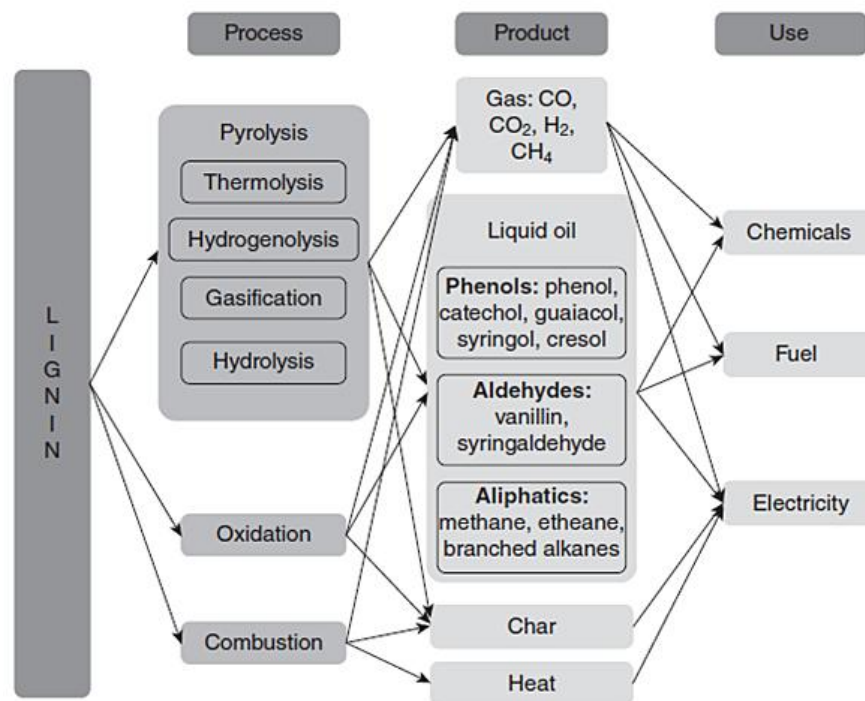 Process
Product
Use
LIGNIN
Pyrolysis
Thermolysis
Hydrogenolysis
Gasification
Hydrolysis
Oxidation
Combustion
Gas: CO,
CO₂, H₂,
CH₄
Liquid oil
Phenols: phenol,
catechol, guaiacol,
syringol, cresol
Aldehydes:
vanillin,
syringaldehyde
Aliphatics:
methane, etheane,
branched alkanes
Char
Heat
Chemicals
Fuel
Electricity